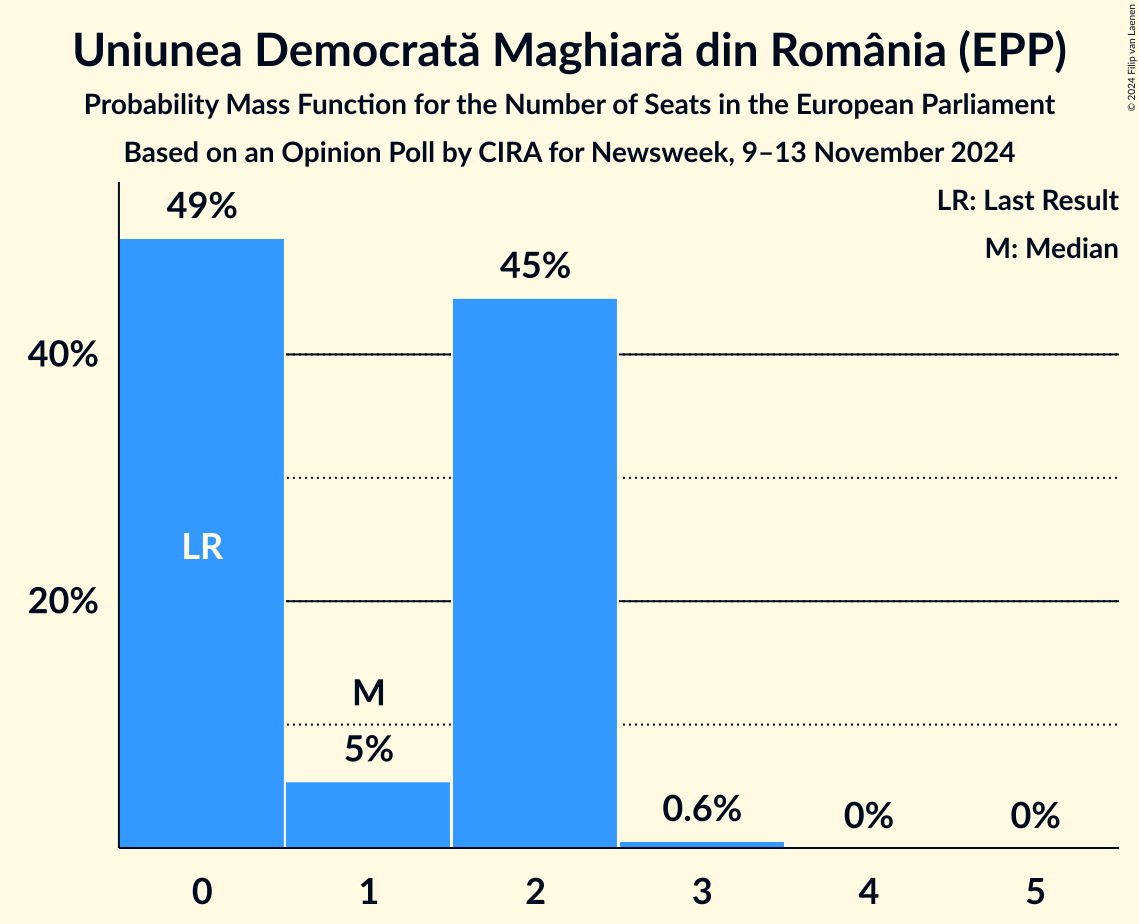 Uniunea Democrată Maghiară din România (EPP)
Probability Mass Function for the Number of Seats in the European Parliament
Based on an Opinion Poll by CIRA for Newsweek, 9–13 November 2024
© 2024 Filip van Laenen
LR: Last Result
M: Median
49%
45%
40%
LR
20%
M
5%
0.6%
0%
0%
0
1
2
3
4
5